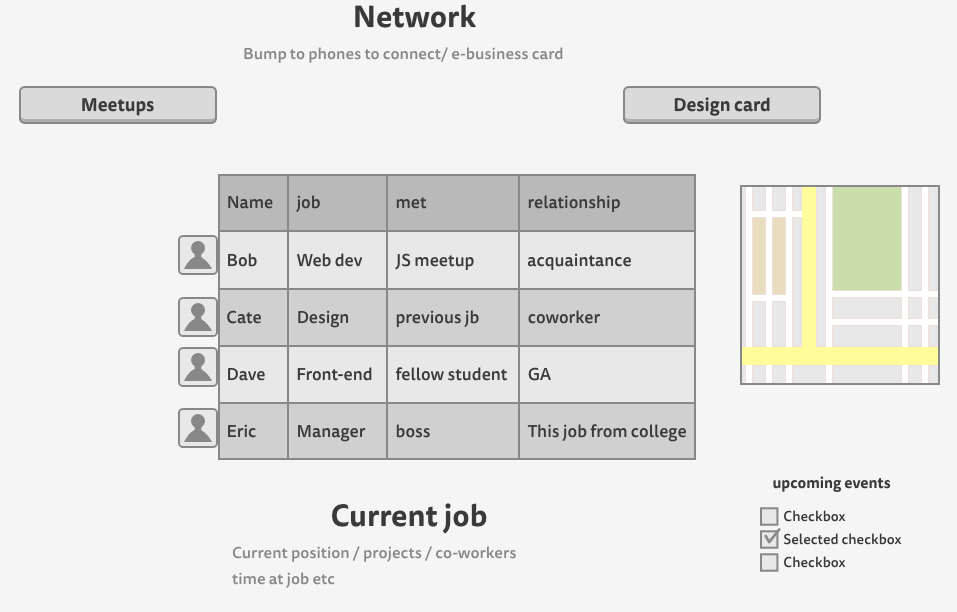 Network
Bump to phones to connect/ e-business card
Meetups
Design card
Name job met relationship
Bob Web dev JS meetup acquaintance
Cate Design previous jb coworker
Dave Front-end fellow student GA
Eric Manager boss This job from college
upcoming events
Checkbox
Selected checkbox
Checkbox
Current job
Current position / projects / co-workers
time at job etc